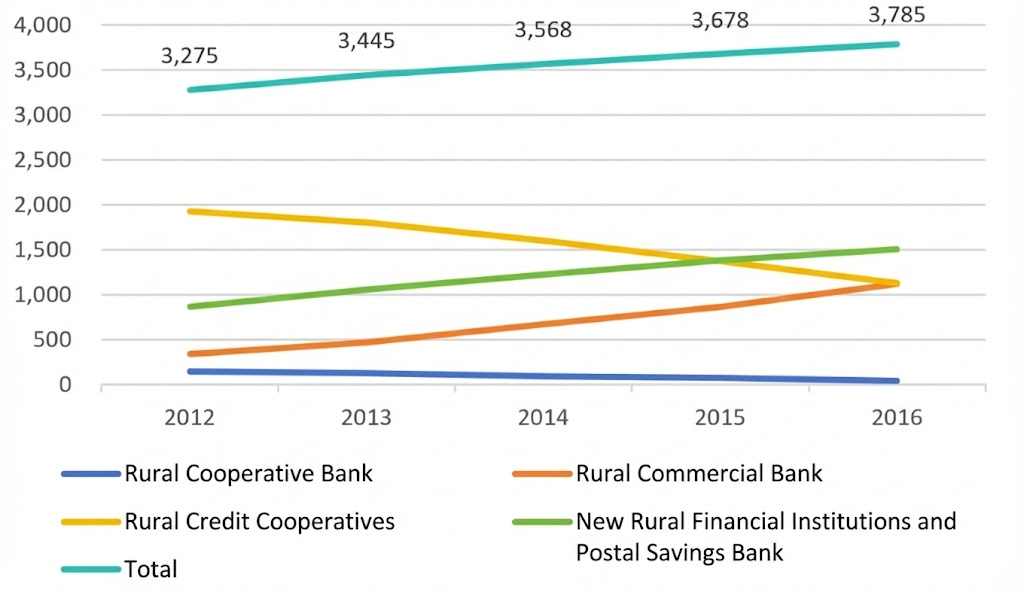 4,000
3,500
3,000
2,500
2,000
1,500
1,000
500
0
3,275
3,445
3,568
3,678
3,785
2012 2013 2014 2015 2016
Rural Cooperative Bank
Rural Commercial Bank
Rural Credit Cooperatives
New Rural Financial Institutions and
Postal Savings Bank
Total